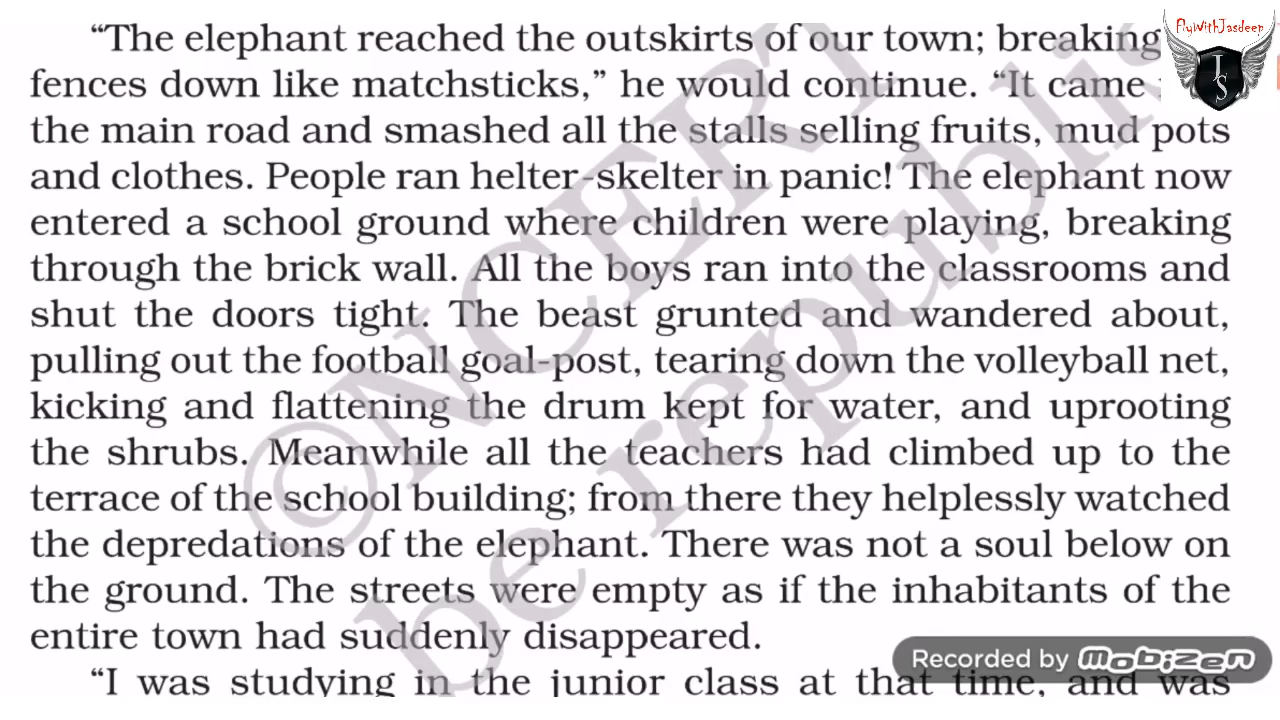 “The elephant reached the outskirts of our town; breaking
fences down like matchsticks,” he would continue. “It came
the main road and smashed all the stalls selling fruits, mud pots
and clothes. People ran helter-skelter in panic! The elephant now
entered a school ground where children were playing, breaking
through the brick wall. All the boys ran into the classrooms and
shut the doors tight. The beast grunted and wandered about,
pulling out the football goal-post, tearing down the volleyball net,
kicking and flattening the drum kept for water, and uprooting
the shrubs. Meanwhile all the teachers had climbed up to the
terrace of the school building; from there they helplessly watched
the depredations of the elephant. There was not a soul below on
the ground. The streets were empty as if the inhabitants of the
entire town had suddenly disappeared.
“I was studying in the junior class at that time, and was
FlyWithJasdeep
JS
©NCERT
be republis
Recorded by Mobizen